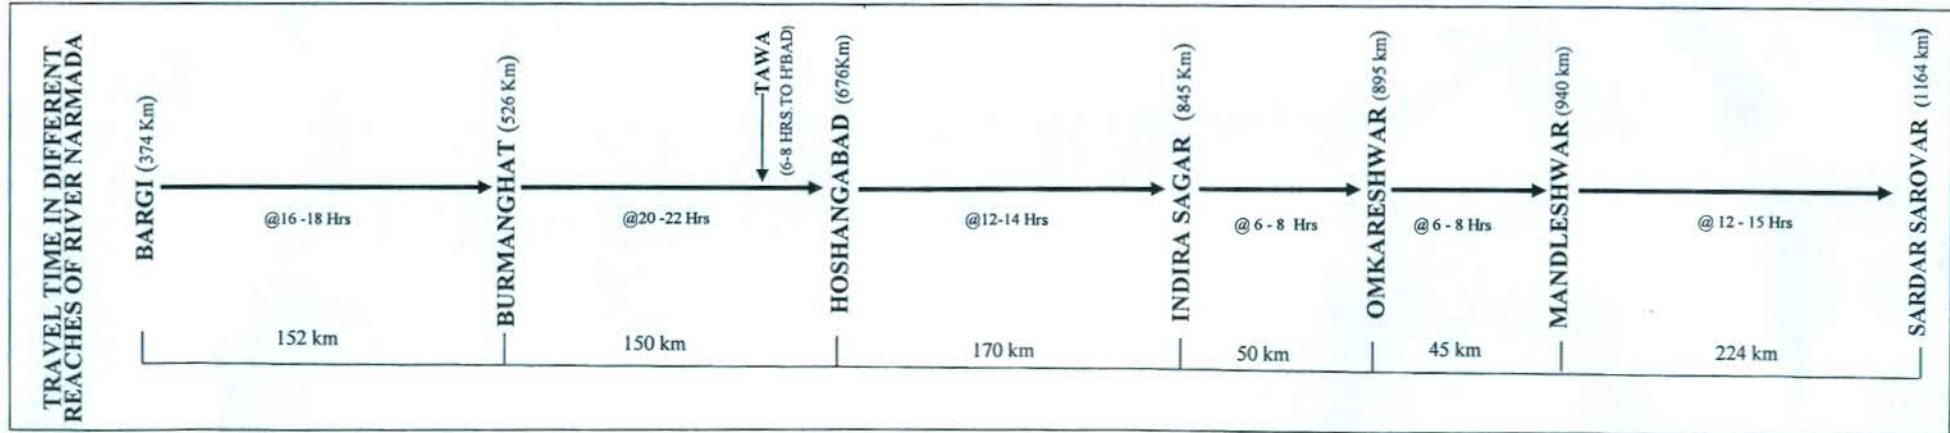 TRAVEL TIME IN DIFFERENT
REACHES OF RIVER NARMADA
BARGI (374 Km)
@16 -18 Hrs
BURMANGHAT (526 Km)
@20 -22 Hrs
TAWA
(6-8 HRS.TO H'BAD)
HOSHANGABAD (676Km)
@12-14 Hrs
INDIRA SAGAR (845 Km)
@ 6 - 8 Hrs
OMKARESHWAR (895 km)
@ 6 - 8 Hrs
MANDLESHWAR (940 km)
@ 12 - 15 Hrs
SARDAR SAROVAR (1164 km)
152 km
150 km
170 km
50 km
45 km
224 km